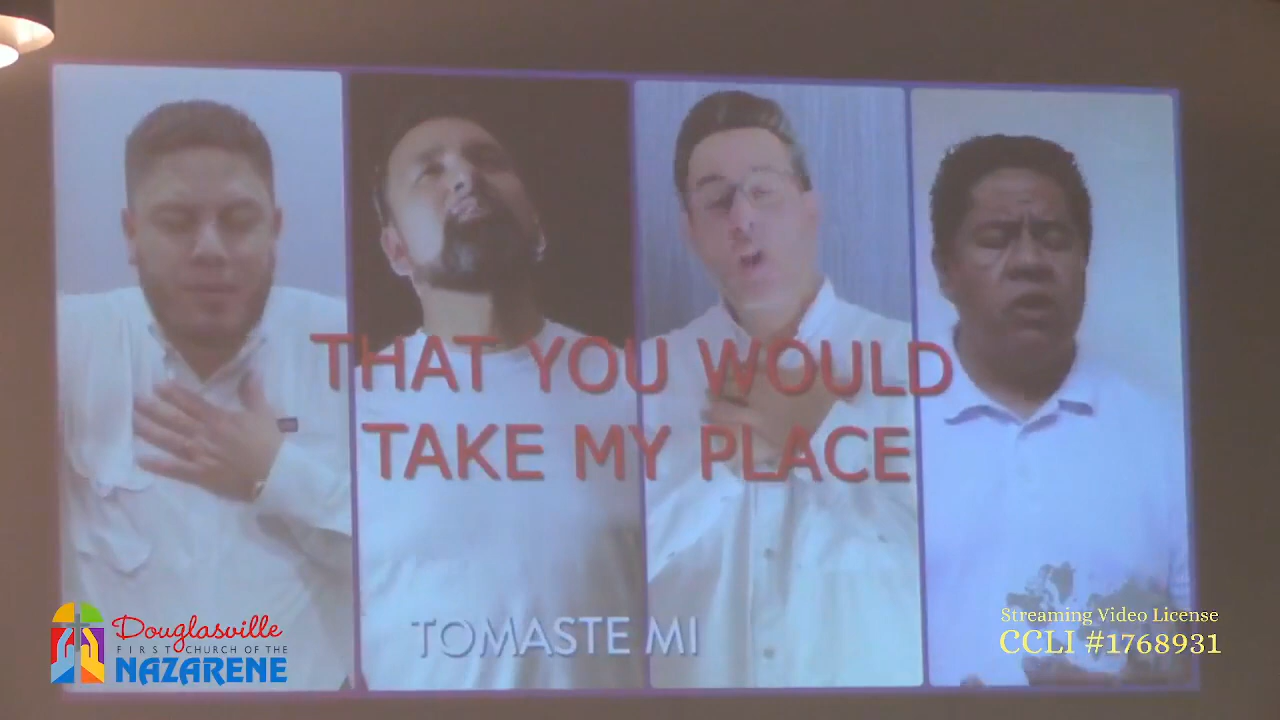 THAT YOU WOULD
TAKE MY PLACE
TOMASTE MI
Douglasville
FIRST CHURCH OF THE
NAZARENE
Streaming Video License
CCLI #1768931